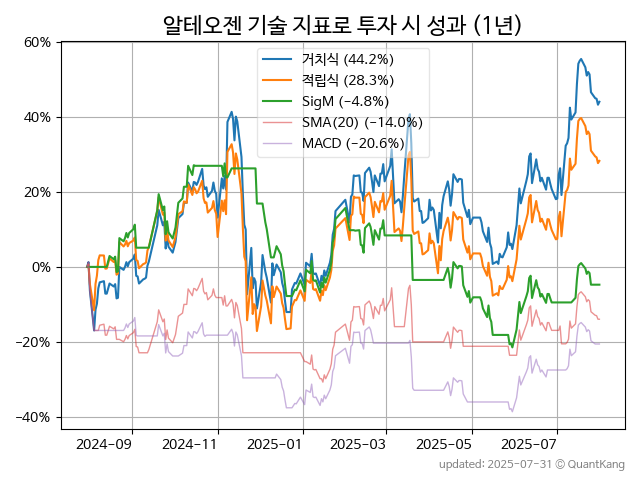 알테오젠 기술 지표로 투자 시 성과 (1년)
60%
40%
20%
0%
−20%
−40%
거치식 (44.2%)
적립식 (28.3%)
SigM (−4.8%)
SMA(20) (−14.0%)
MACD (−20.6%)
2024-09
2024-11
2025-01
2025-03
2025-05
2025-07
updated: 2025-07-31 © QuantKang